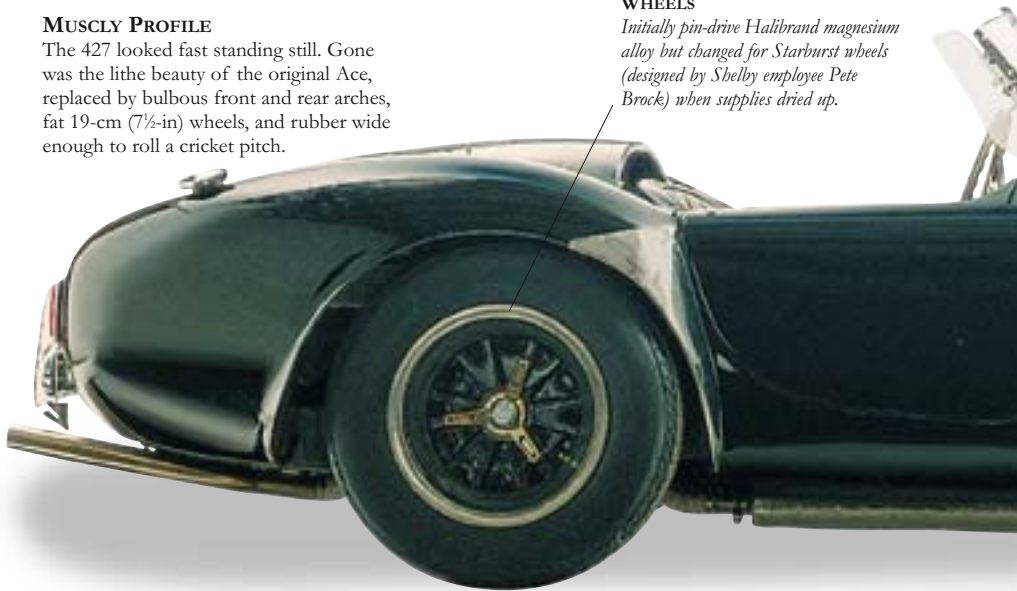 MUSCLY PROFILE
The 427 looked fast standing still. Gone
was the lithe beauty of the original Ace,
replaced by bulbous front and rear arches,
fat 19-cm (7½-in) wheels, and rubber wide
enough to roll a cricket pitch.
WHEELS
Initially pin-drive Halibrand magnesium
alloy but changed for Starburst wheels
(designed by Shelby employee Pete
Brock) when supplies dried up.